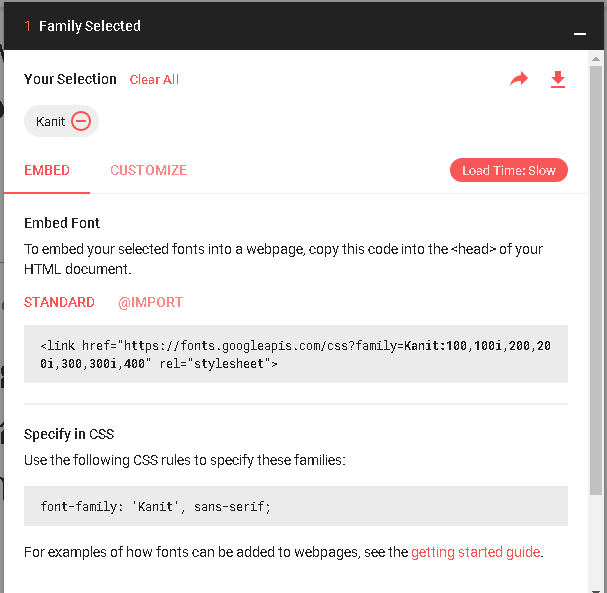 1 Family Selected
Your Selection Clear All
Kanit
EMBED CUSTOMIZE Load Time: Slow
Embed Font
To embed your selected fonts into a webpage, copy this code into the <head> of your
HTML document.
STANDARD @IMPORT
<link href="https://fonts.googleapis.com/css?family=Kanit:100,100i,200,20
0i,300,300i,400" rel="stylesheet">
Specify in CSS
Use the following CSS rules to specify these families:
font-family: 'Kanit', sans-serif;
For examples of how fonts can be added to webpages, see the getting started guide.